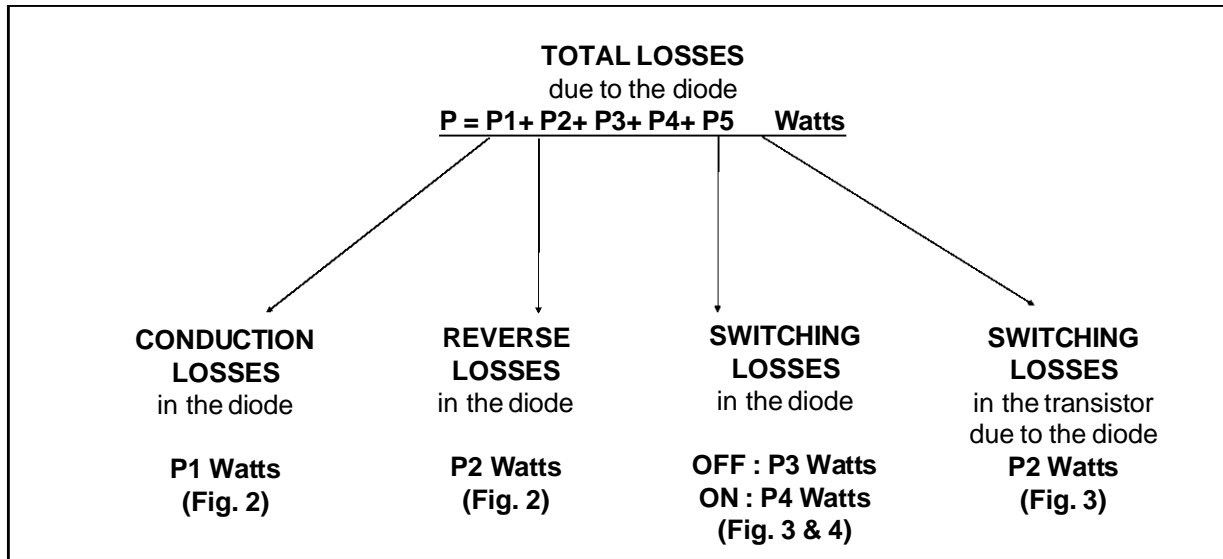 TOTAL LOSSES
due to the diode
P = P1+ P2+ P3+ P4+ P5 Watts
CONDUCTION
LOSSES
in the diode
P1 Watts
(Fig. 2)
REVERSE
LOSSES
in the diode
P2 Watts
(Fig. 2)
SWITCHING
LOSSES
in the diode
OFF : P3 Watts
ON : P4 Watts
(Fig. 3 & 4)
SWITCHING
LOSSES
in the transistor
due to the diode
P2 Watts
(Fig. 3)